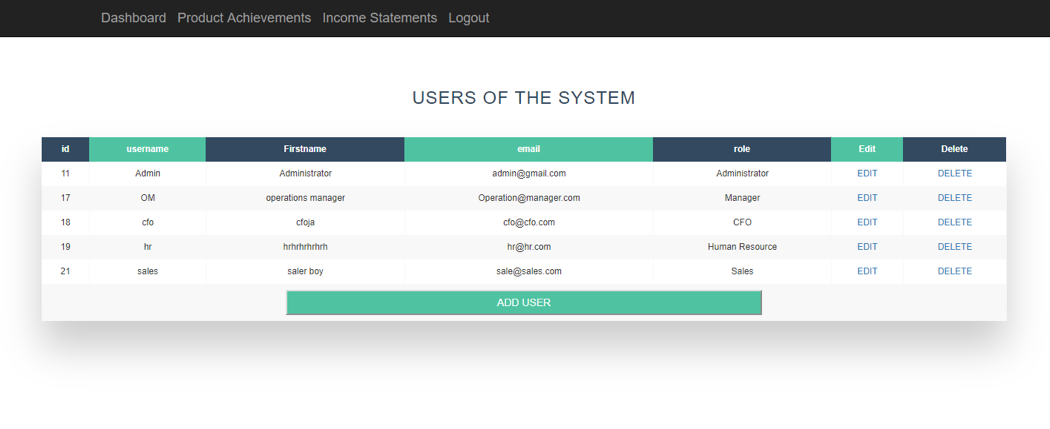 Dashboard Product Achievements Income Statements Logout
USERS OF THE SYSTEM
id username Firstname email role Edit Delete
11 Admin Administrator admin@gmail.com Administrator EDIT DELETE
17 OM operations manager Operation@manager.com Manager EDIT DELETE
18 cfo cfoja cfo@cfo.com CFO EDIT DELETE
19 hr hrhrhrhrhrh hr@hr.com Human Resource EDIT DELETE
21 sales saler boy sale@sales.com Sales EDIT DELETE
ADD USER